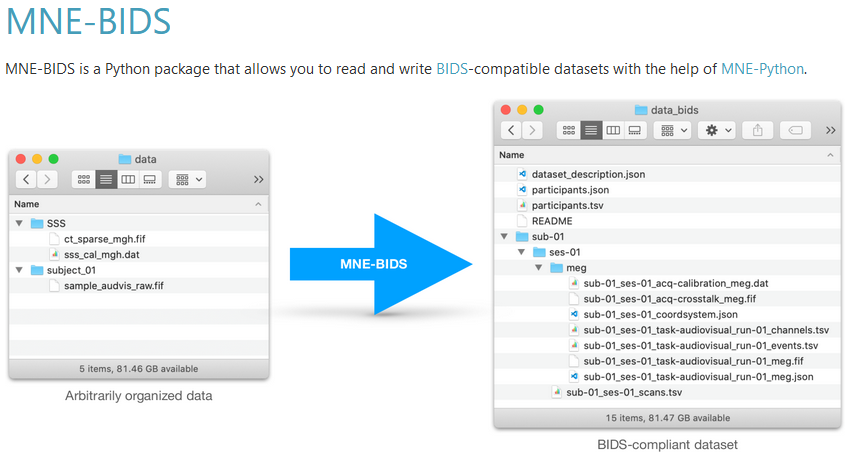 MNE-BIDS
MNE-BIDS is a Python package that allows you to read and write BIDS-compatible datasets with the help of MNE-Python.
data
Name
SSS
ct_sparse_mgh.fif
sss_cal_mgh.dat
subject_01
sample_audvis_raw.fif
5 items, 81.46 GB available
Arbitrarily organized data
MNE-BIDS
data_bids
Name
dataset_description.json
participants.json
participants.tsv
README
sub-01
ses-01
meg
sub-01_ses-01_acq-calibration_meg.dat
sub-01_ses-01_acq-crosstalk_meg.fif
sub-01_ses-01_coordsystem.json
sub-01_ses-01_task-audiovisual_run-01_channels.tsv
sub-01_ses-01_task-audiovisual_run-01_events.tsv
sub-01_ses-01_task-audiovisual_run-01_meg.fif
sub-01_ses-01_task-audiovisual_run-01_meg.json
sub-01_ses-01_scans.tsv
15 items, 81.47 GB available
BIDS-compliant dataset